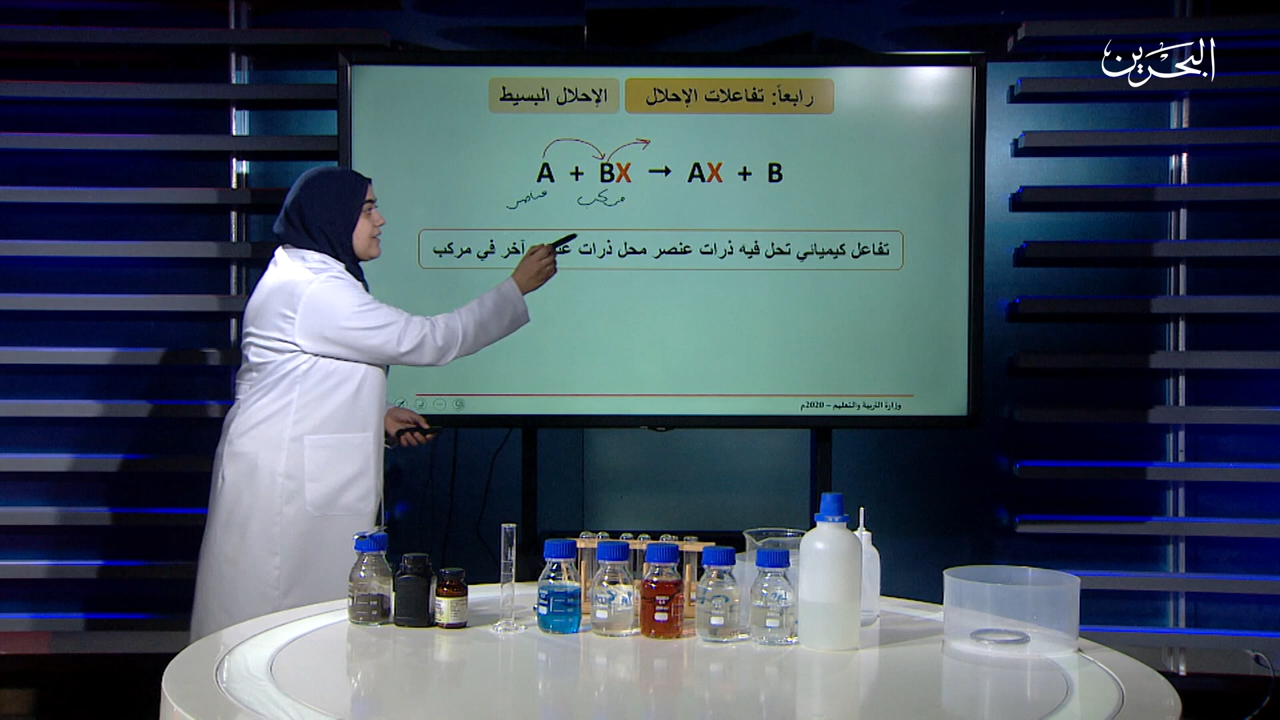 البحرين
رابعاً: تفاعلات الإحلال
الإحلال البسيط
A + BX → AX + B
عناصر مركب
تفاعل كيميائي تحل فيه ذرات عنصر محل ذرات آخر في مركب
وزارة التربية والتعليم – 2020م